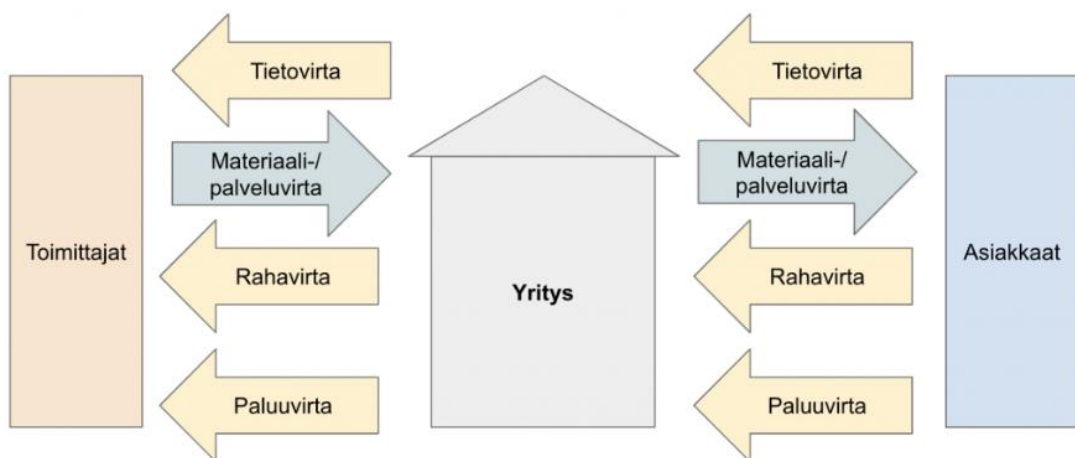 Tietovirta
Tietovirta
Materiaali-/
palveluvirta
Materiaali-/
palveluvirta
Toimittajat
Rahavirta
Yritys
Rahavirta
Asiakkaat
Paluuvirta
Paluuvirta